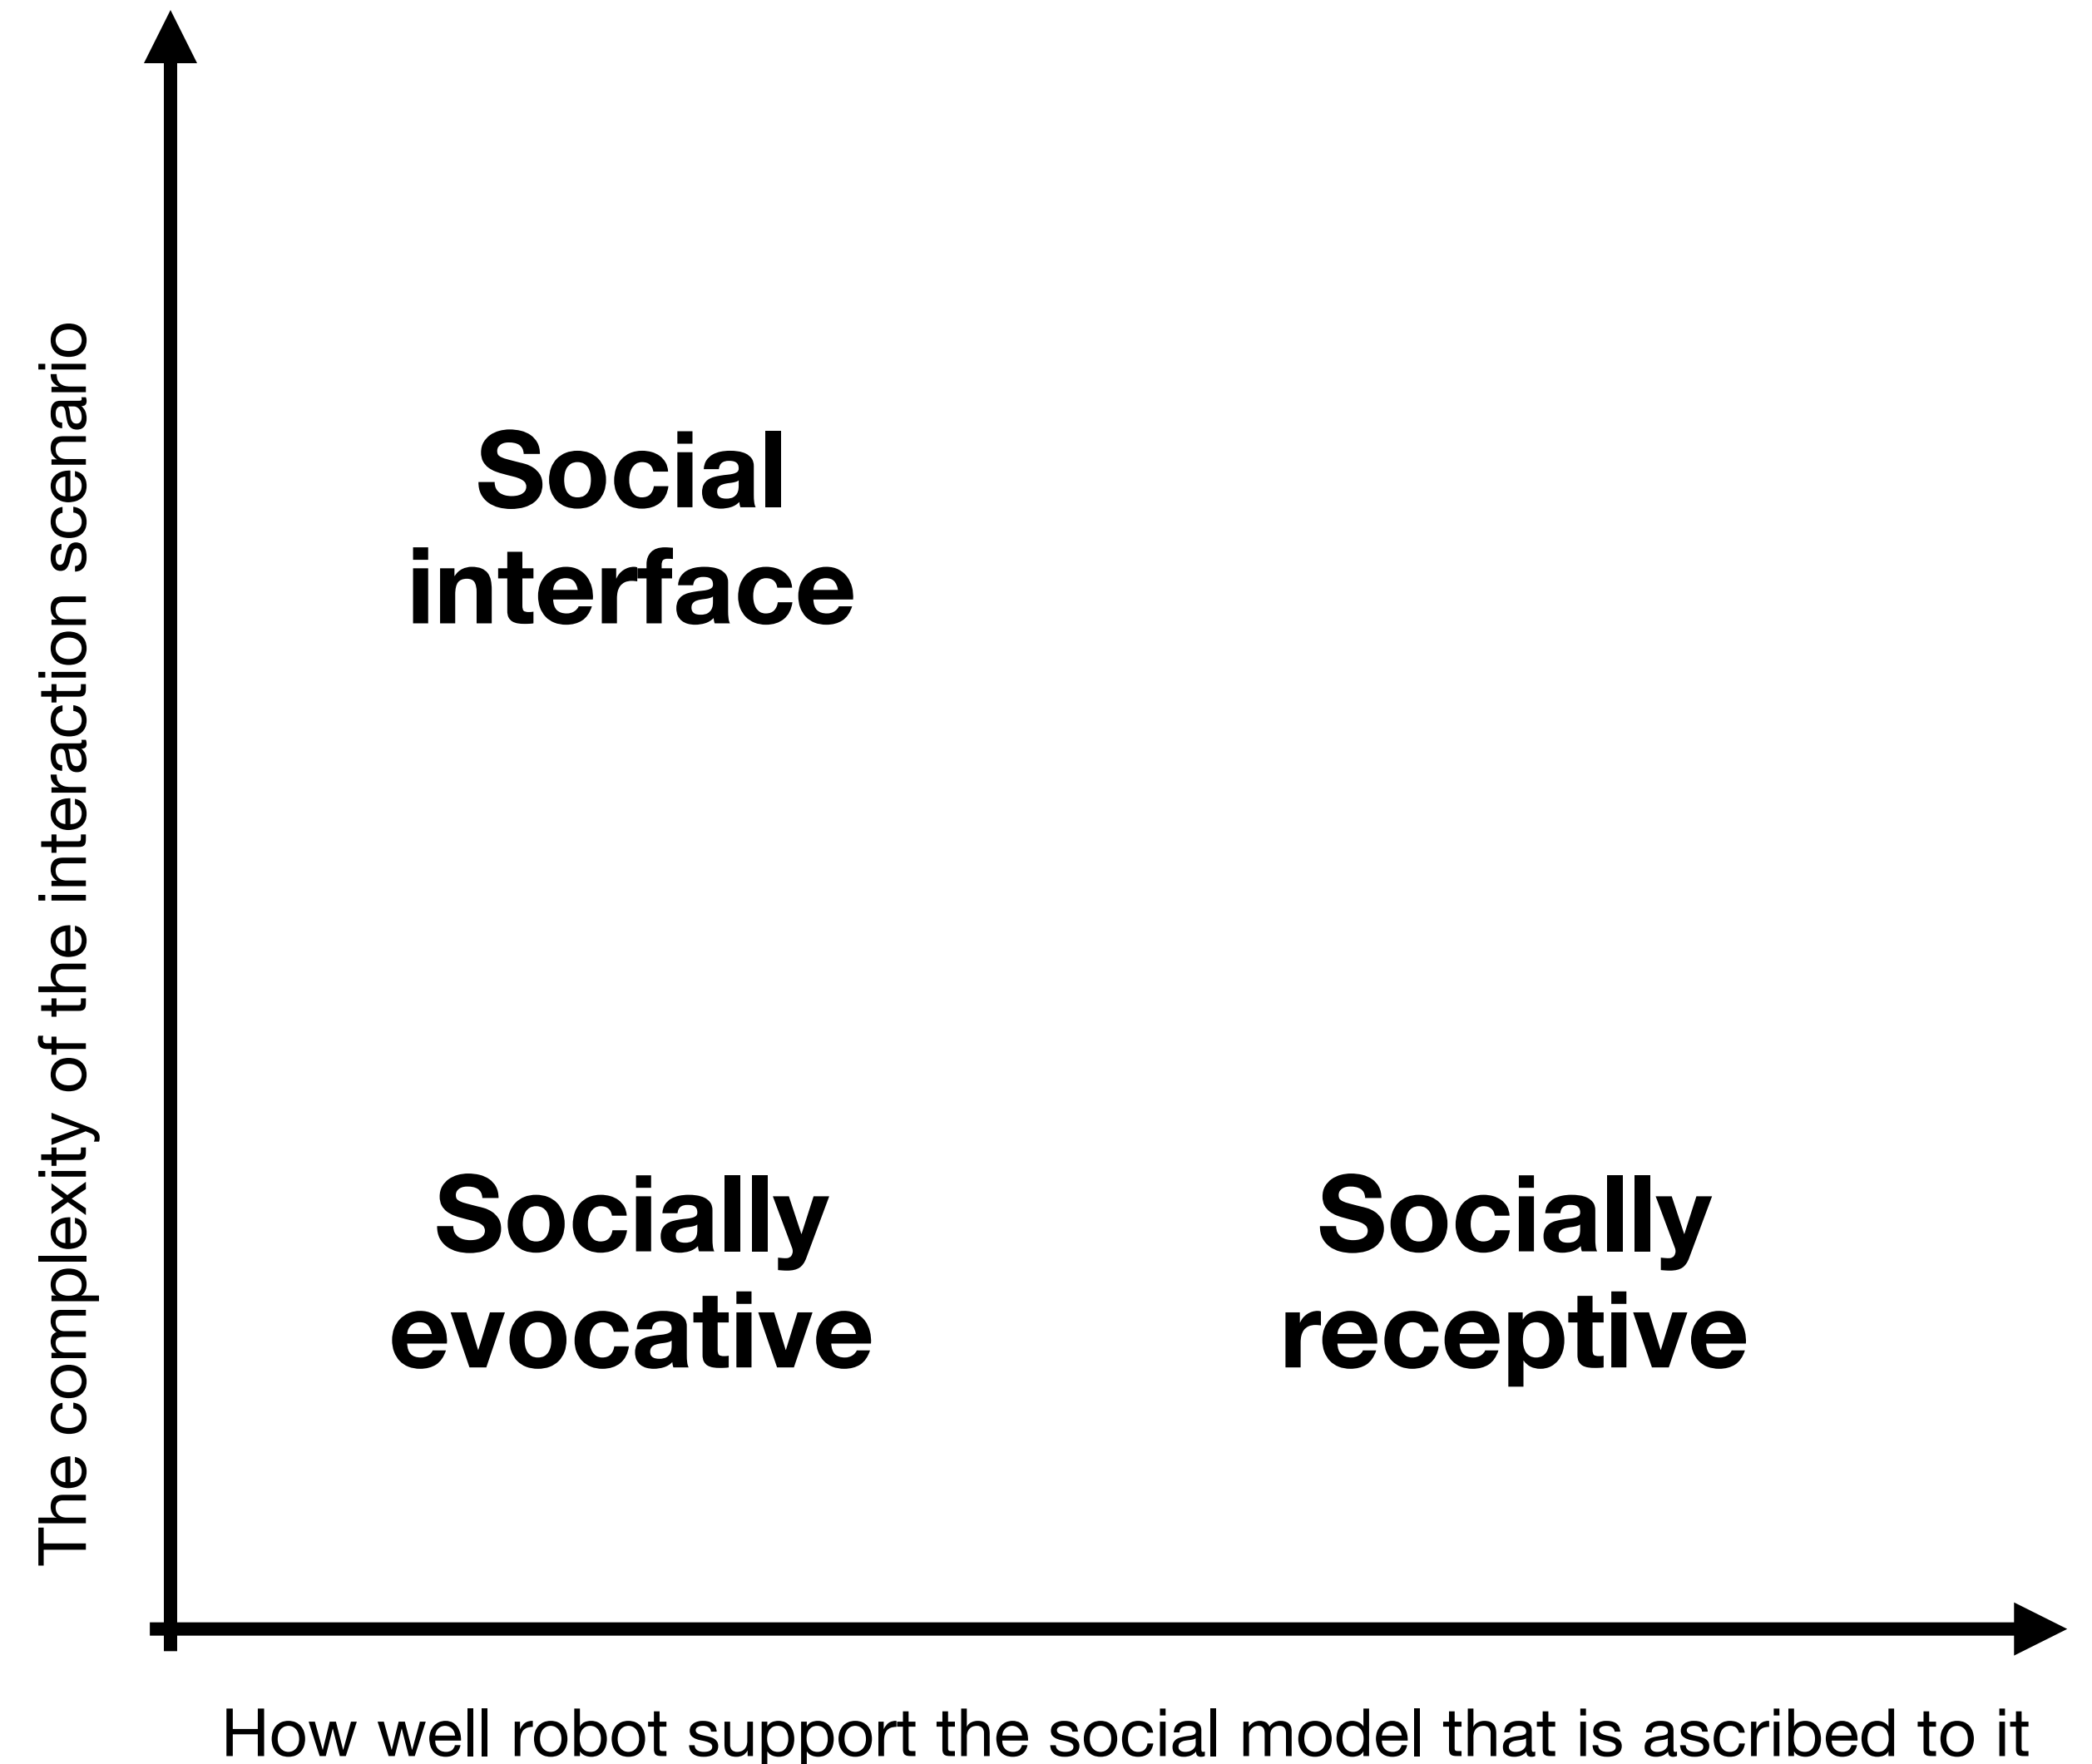 The complexity of the interaction scenario
Social
interface
Socially
evocative
Socially
receptive
How well robot support the social model that is ascribed to it